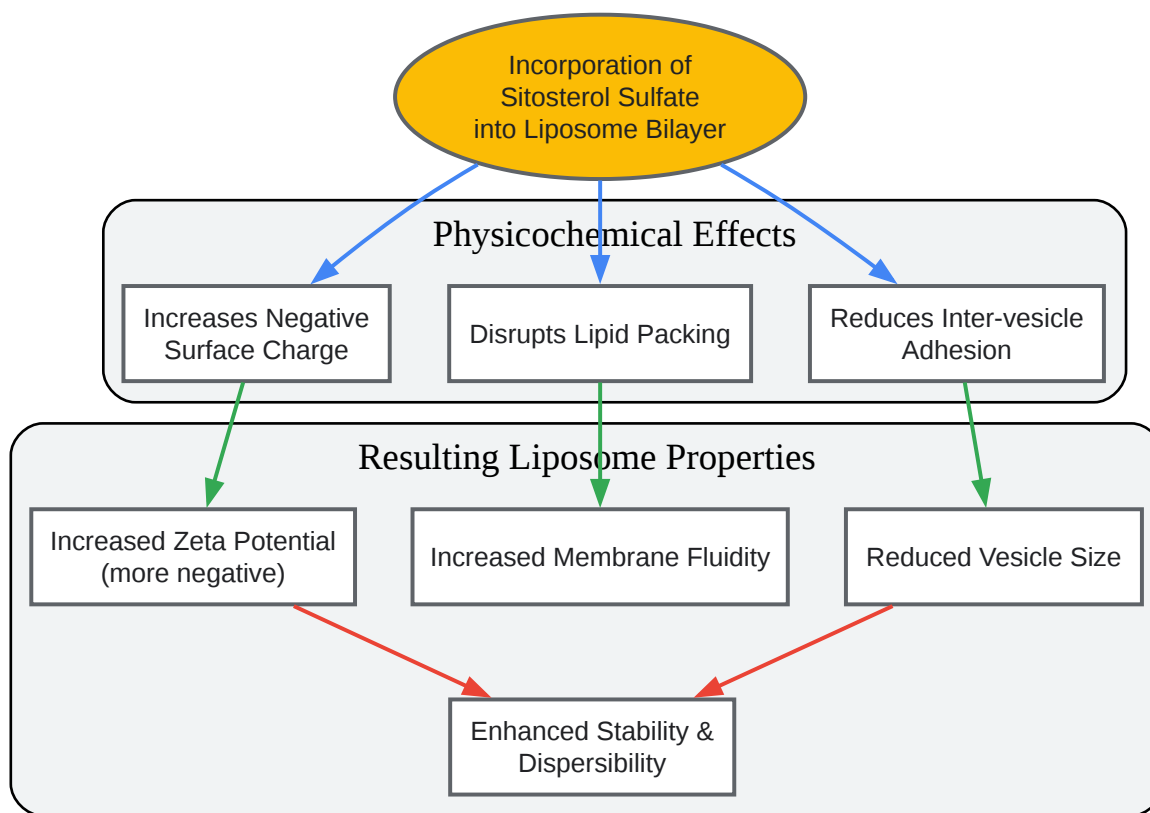 Incorporation of
Sitosterol Sulfate
into Liposome Bilayer
Physicochemical Effects
Increases Negative
Surface Charge
Disrupts Lipid Packing
Reduces Inter-vesicle
Adhesion
Resulting Liposome Properties
Increased Zeta Potential
(more negative)
Increased Membrane Fluidity
Reduced Vesicle Size
Enhanced Stability &
Dispersibility